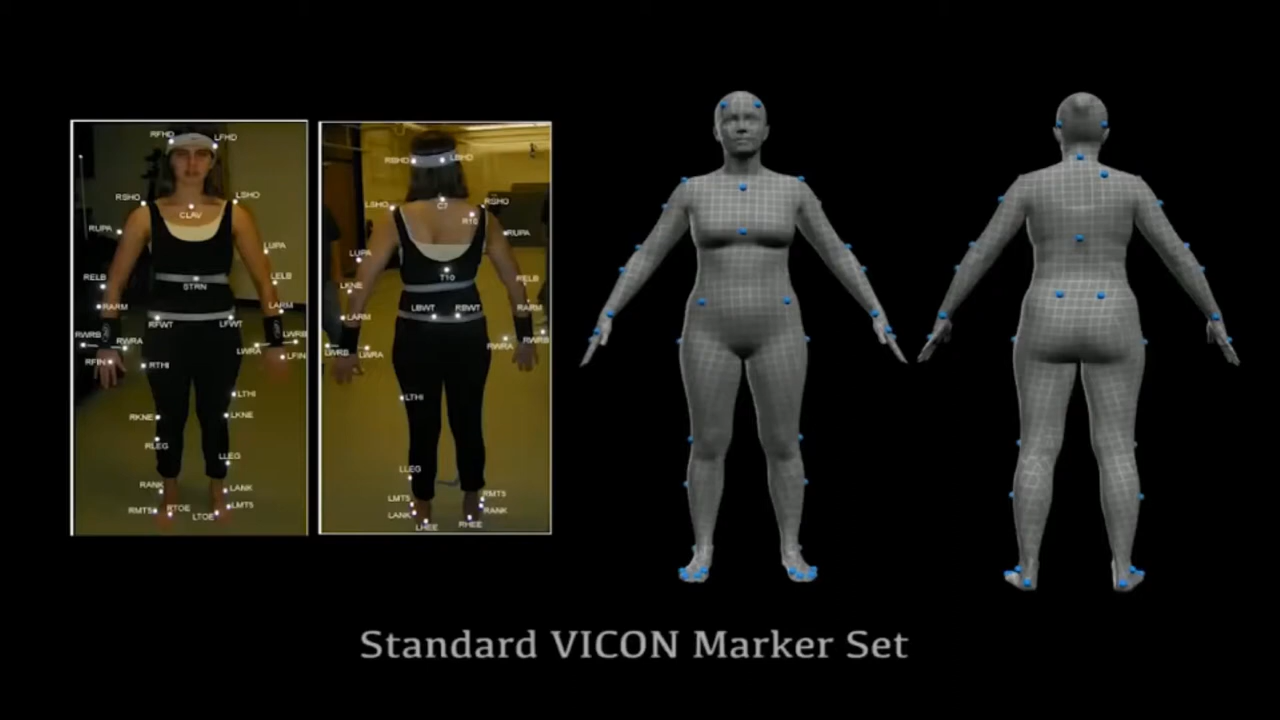 RFHD LFHD
RSHO LSHO
CLAV
RUPA LUPA
RELB LELB
STRN
RARM LARM
RFWT LFWT
RWRB RWRA LWRA LWRB
RFIN RTHI LFIN
LTHI
RKNE LKNE
RLEG LLEG
RANK LANK
RMT5 RTOE LTOE LMT5
RBHD LBHD
LSHO C7 RSHO
R10
RUPA
LUPA
T10 RELB
LKNE
LBWT RBWT RARM
LARM
LWRB LWRA RWRA RWRB
LTHI
LLEG
LMT5 RMT5
LANK RANK
LHEE RHEE
Standard VICON Marker Set